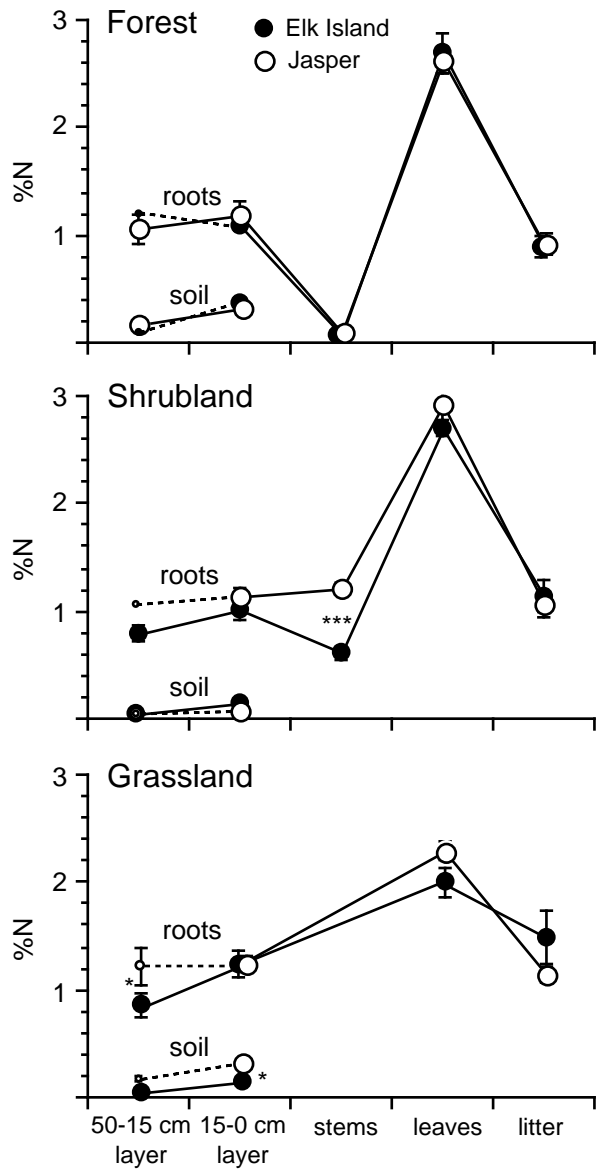 Forest
Elk Island
Jasper
3
2
1
%N
roots
soil
Shrubland
3
2
1
%N
roots
***
soil
Grassland
3
2
1
%N
roots
*
soil
*
50-15 cm layer
15-0 cm layer
stems
leaves
litter